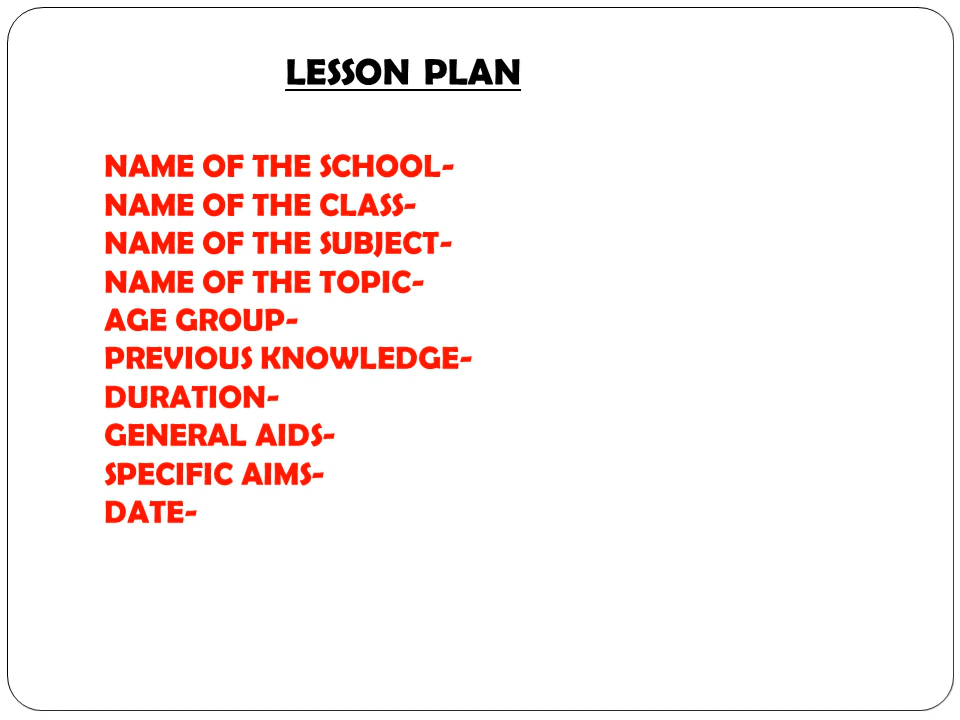 LESSON PLAN
NAME OF THE SCHOOL-
NAME OF THE CLASS-
NAME OF THE SUBJECT-
NAME OF THE TOPIC-
AGE GROUP-
PREVIOUS KNOWLEDGE-
DURATION-
GENERAL AIDS-
SPECIFIC AIMS-
DATE-